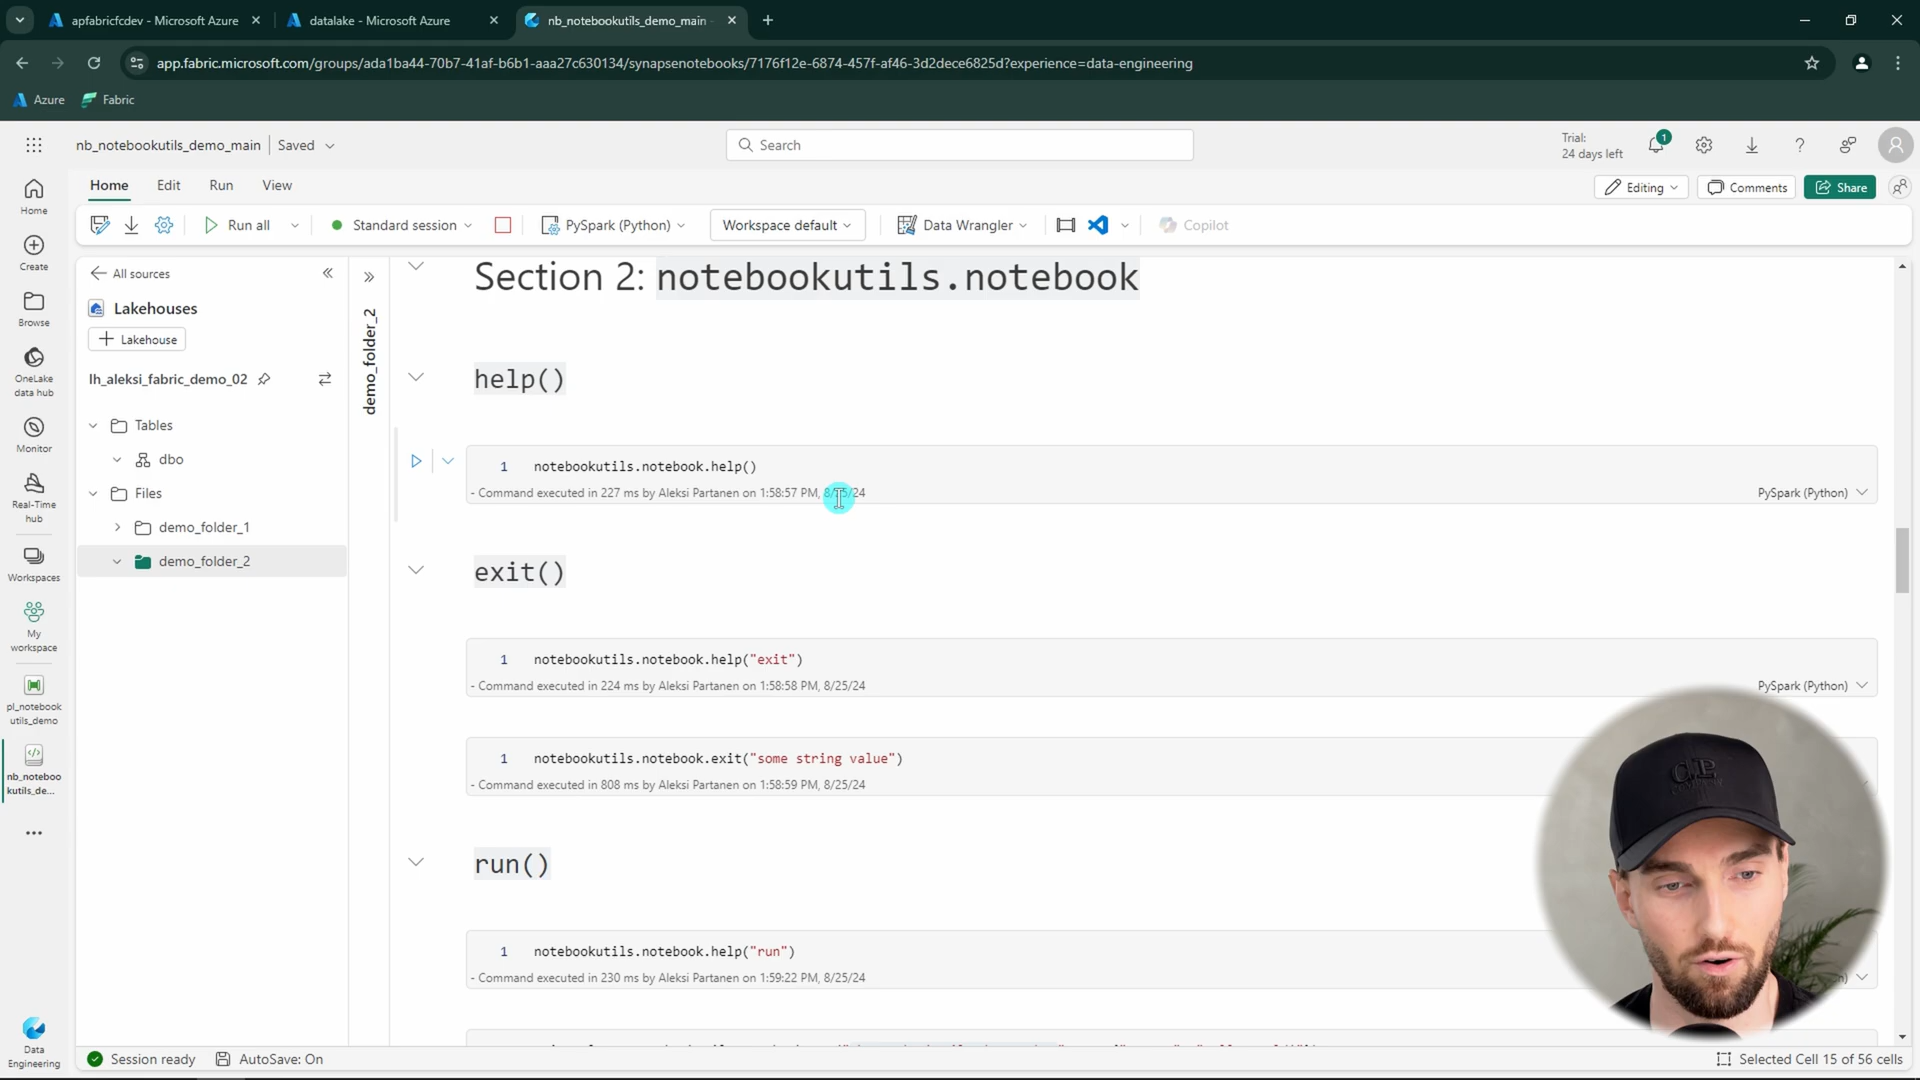 apfabricfcdev - Microsoft Azure
datalake - Microsoft Azure
nb_notebookutils_demo_main -
app.fabric.microsoft.com/groups/ada1ba44-70b7-41af-b6b1-aaa27c630134/synapsenotebooks/7176f12e-6874-457f-af46-3d2dece6825d?experience=data-engineering
Azure
Fabric
nb_notebookutils_demo_main
Saved
Search
Trial:
24 days left
1
Home
Edit
Run
View
Editing
Comments
Share
Run all
Standard session
PySpark (Python)
Workspace default
Data Wrangler
Copilot
Home
Create
Browse
OneLake
data hub
Monitor
Real-Time
hub
Workspaces
My
workspace
pl_notebook
utils_demo
nb_noteboo
kutils_de...
Data
Engineering
All sources
Lakehouses
Lakehouse
lh_aleksi_fabric_demo_02
Tables
dbo
Files
demo_folder_1
demo_folder_2
demo_folder_2
Section 2: notebookutils.notebook
help()
1 notebookutils.notebook.help()
- Command executed in 227 ms by Aleksi Partanen on 1:58:57 PM, 8/25/24
PySpark (Python)
exit()
1 notebookutils.notebook.help("exit")
- Command executed in 224 ms by Aleksi Partanen on 1:58:58 PM, 8/25/24
PySpark (Python)
1 notebookutils.notebook.exit("some string value")
- Command executed in 808 ms by Aleksi Partanen on 1:58:59 PM, 8/25/24
run()
1 notebookutils.notebook.help("run")
- Command executed in 230 ms by Aleksi Partanen on 1:59:22 PM, 8/25/24
Session ready
AutoSave: On
Selected Cell 15 of 56 cells